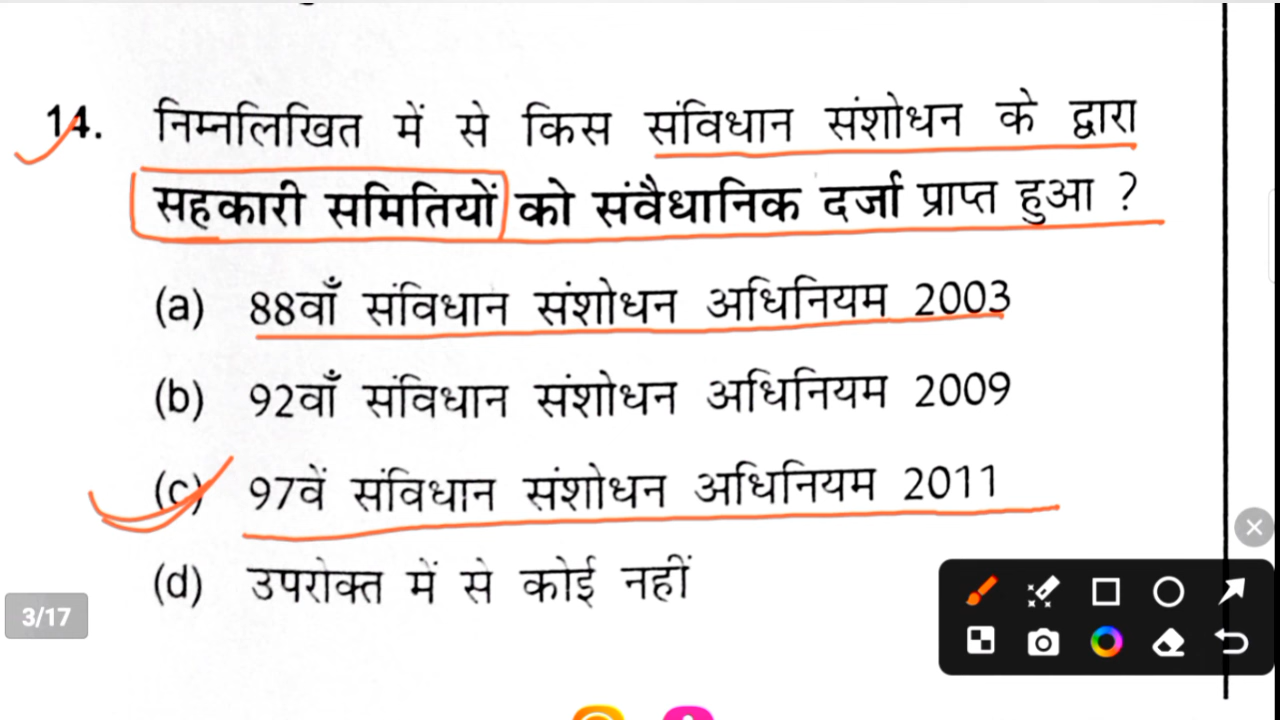 14. निम्नलिखित में से किस संविधान संशोधन के द्वारा
सहकारी समितियों को संवैधानिक दर्जा प्राप्त हुआ ?
(a) 88वाँ संविधान संशोधन अधिनियम 2003
(b) 92वाँ संविधान संशोधन अधिनियम 2009
(c) 97वें संविधान संशोधन अधिनियम 2011
(d) उपरोक्त में से कोई नहीं
3/17